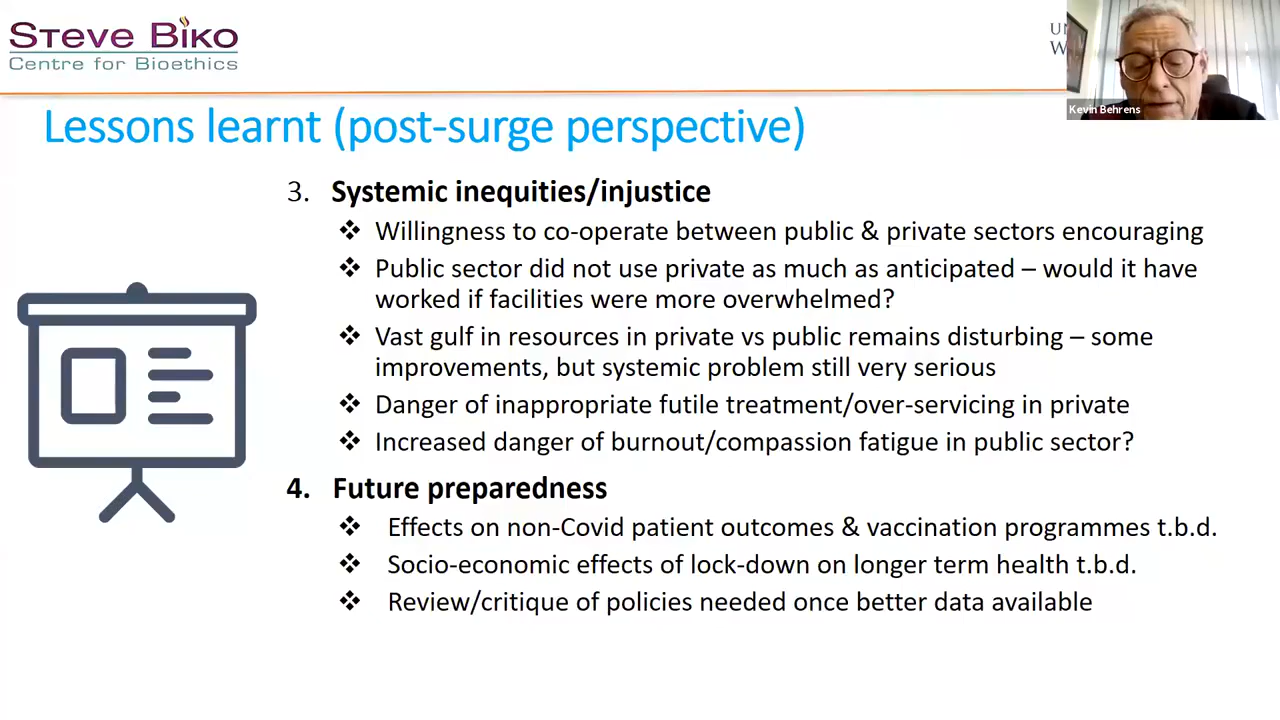 STEVE BIKO
Centre for Bioethics
UN
W
Kevin Behrens
Lessons learnt (post-surge perspective)
3. Systemic inequities/injustice
❖ Willingness to co-operate between public & private sectors encouraging
❖ Public sector did not use private as much as anticipated – would it have
worked if facilities were more overwhelmed?
❖ Vast gulf in resources in private vs public remains disturbing – some
improvements, but systemic problem still very serious
❖ Danger of inappropriate futile treatment/over-servicing in private
❖ Increased danger of burnout/compassion fatigue in public sector?
4. Future preparedness
❖ Effects on non-Covid patient outcomes & vaccination programmes t.b.d.
❖ Socio-economic effects of lock-down on longer term health t.b.d.
❖ Review/critique of policies needed once better data available